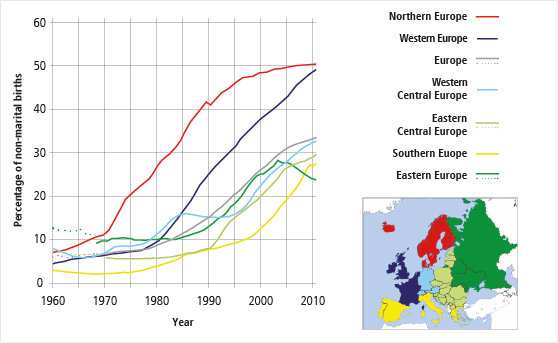 Percentage of non-marital births
60
50
40
30
20
10
0
1960
1970
1980
1990
2000
2010
Year
Northern Europe
Western Europe
Europe
Western
Central Europe
Eastern
Central Europe
Southern Europe
Eastern Europe